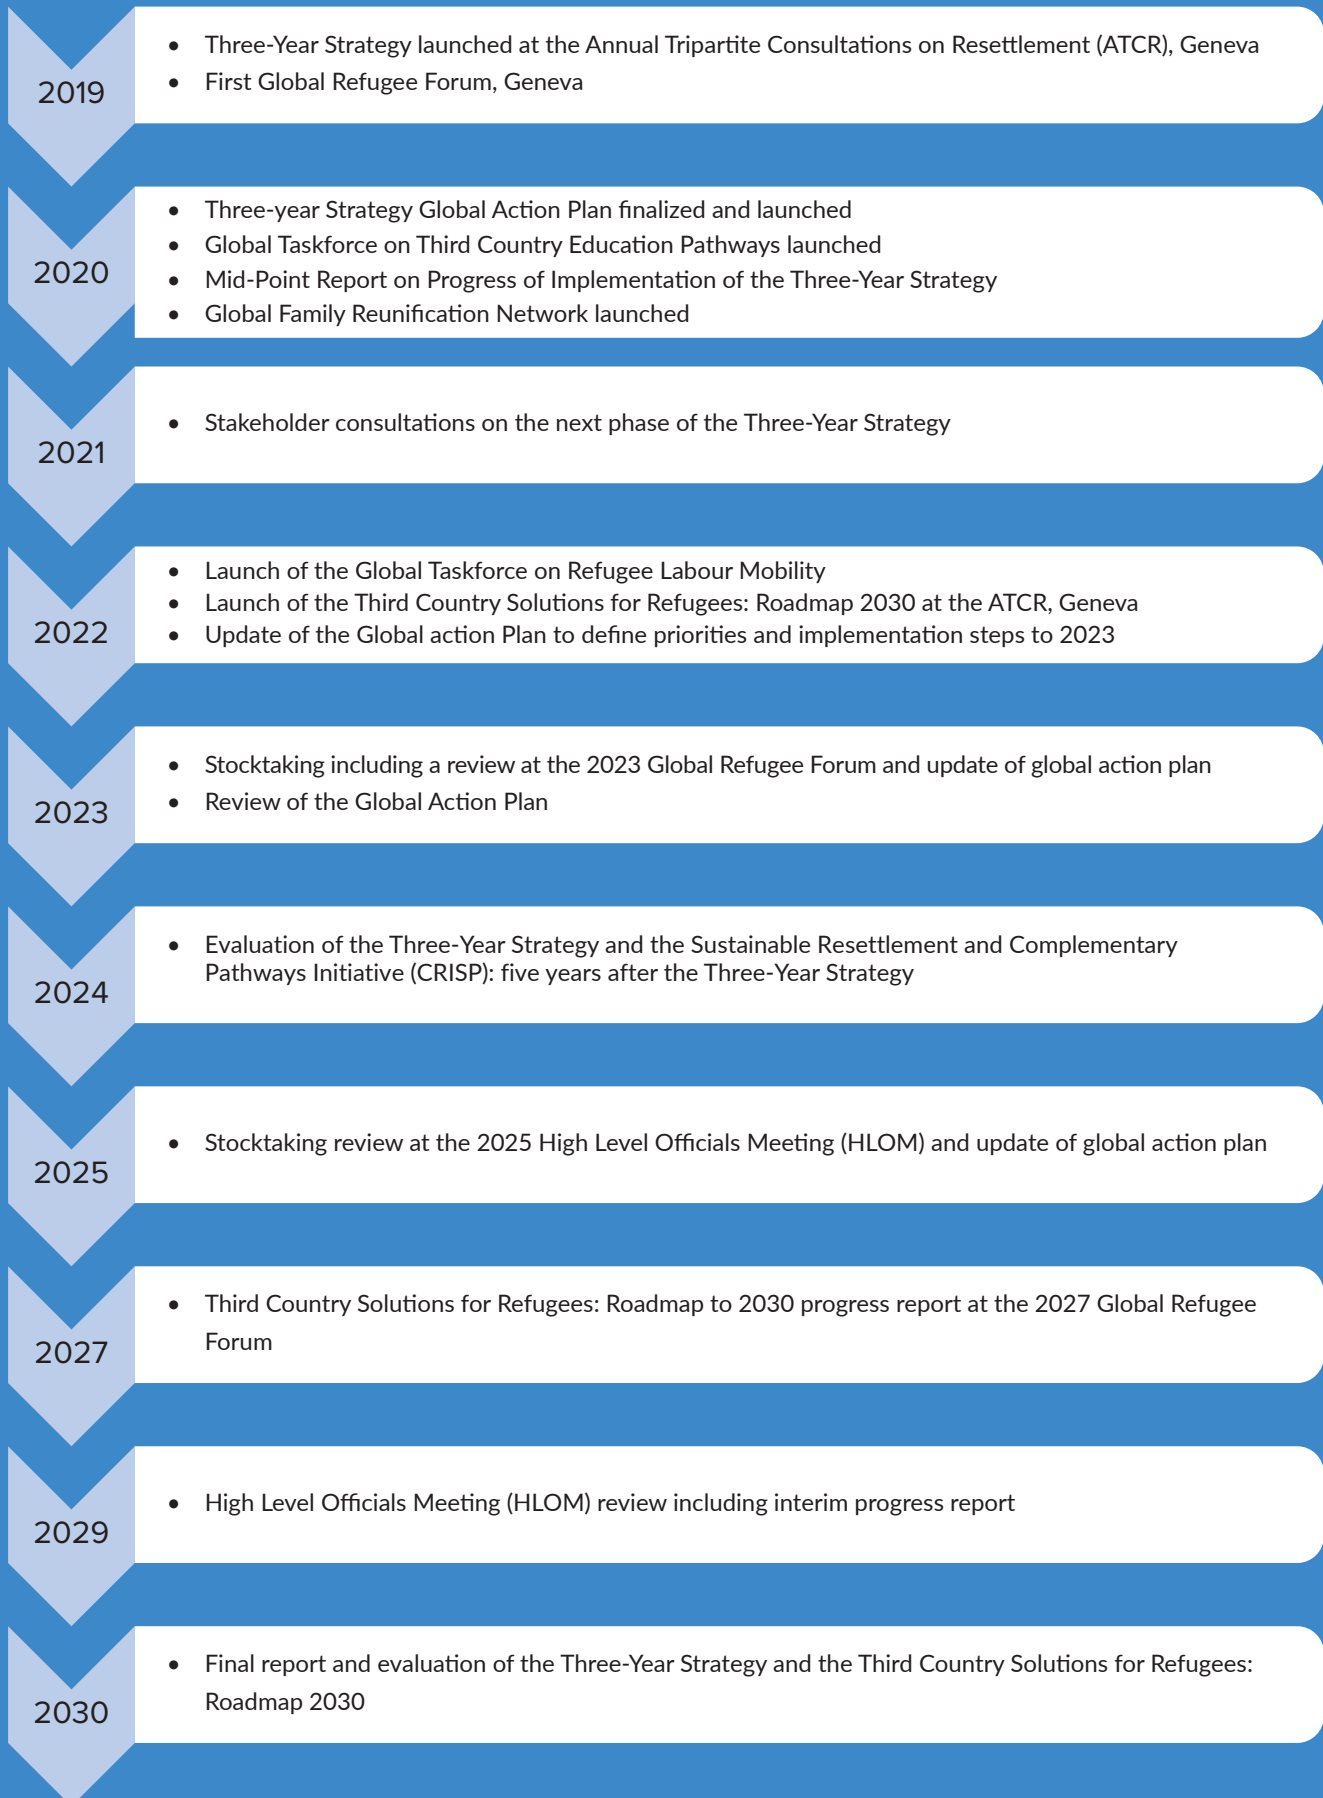 2019
• Three-Year Strategy launched at the Annual Tripartite Consultations on Resettlement (ATCR), Geneva
• First Global Refugee Forum, Geneva
2020
• Three-year Strategy Global Action Plan finalized and launched
• Global Taskforce on Third Country Education Pathways launched
• Mid-Point Report on Progress of Implementation of the Three-Year Strategy
• Global Family Reunification Network launched
2021
• Stakeholder consultations on the next phase of the Three-Year Strategy
2022
• Launch of the Global Taskforce on Refugee Labour Mobility
• Launch of the Third Country Solutions for Refugees: Roadmap 2030 at the ATCR, Geneva
• Update of the Global action Plan to define priorities and implementation steps to 2023
2023
• Stocktaking including a review at the 2023 Global Refugee Forum and update of global action plan
• Review of the Global Action Plan
2024
• Evaluation of the Three-Year Strategy and the Sustainable Resettlement and Complementary
Pathways Initiative (CRISP): five years after the Three-Year Strategy
2025
• Stocktaking review at the 2025 High Level Officials Meeting (HLOM) and update of global action plan
2027
• Third Country Solutions for Refugees: Roadmap to 2030 progress report at the 2027 Global Refugee
Forum
2029
• High Level Officials Meeting (HLOM) review including interim progress report
2030
• Final report and evaluation of the Three-Year Strategy and the Third Country Solutions for Refugees:
Roadmap 2030